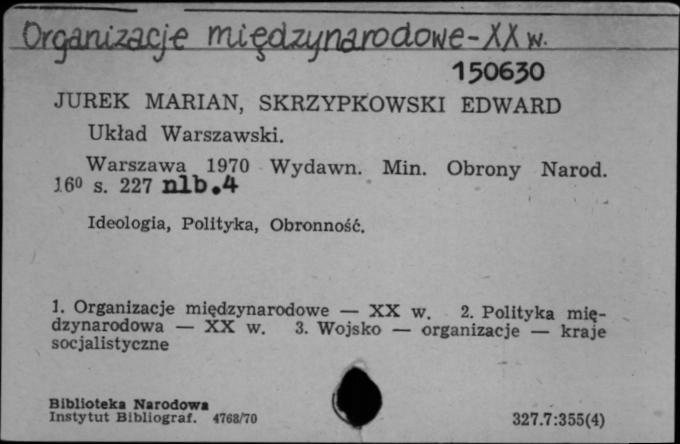 Organizacje międzynarodowe - XX w.
150630
JUREK MARIAN, SKRZYPKOWSKI EDWARD
Układ Warszawski.
Warszawa 1970 Wydawn. Min. Obrony Narod.
16⁰ s. 227 nlb.4
Ideologia, Polityka, Obronność.
1. Organizacje międzynarodowe — XX w. 2. Polityka mię-
dzynarodowa — XX w. 3. Wojsko — organizacje — kraje
socjalistyczne
Biblioteka Narodowa
Instytut Bibliograf. 4768/70
327.7:355(4)